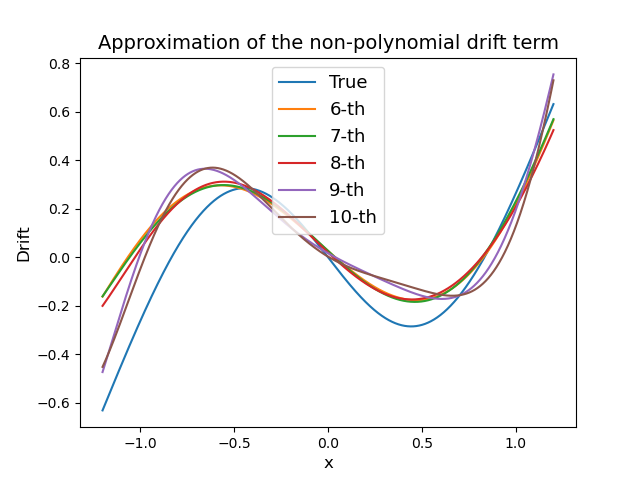 Approximation of the non-polynomial drift term
0.8
0.6
0.4
0.2
0.0
−0.2
−0.4
−0.6
Drift
True
6-th
7-th
8-th
9-th
10-th
−1.0
−0.5
0.0
0.5
1.0
x